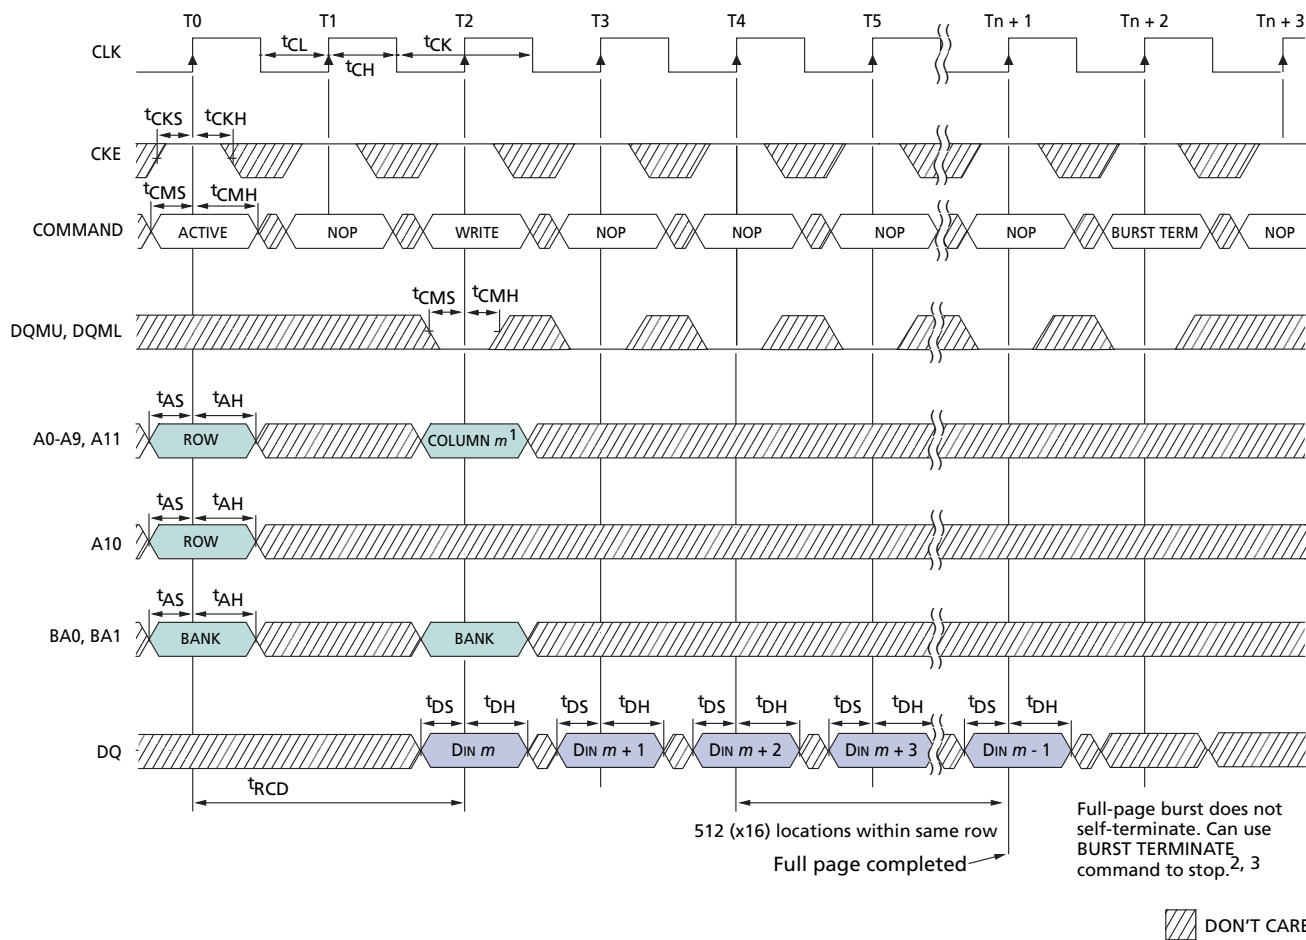 T0 T1 T2 T3 T4 T5 Tn + 1 Tn + 2 Tn + 3
CLK
tCL tCK
tCH
tCKS tCKH
CKE
tCMS tCMH
COMMAND ACTIVE NOP WRITE NOP NOP NOP NOP BURST TERM NOP
tCMS tCMH
DQMU, DQML
tAS tAH
A0-A9, A11 ROW COLUMN m1
tAS tAH
A10 ROW
tAS tAH
BA0, BA1 BANK BANK
tDS tDH tDS tDH tDS tDH tDS tDH tDS tDH
DQ DIN m DIN m + 1 DIN m + 2 DIN m + 3 DIN m - 1
tRCD
512 (x16) locations within same row
Full page completed
Full-page burst does not
self-terminate. Can use
BURST TERMINATE
command to stop.2, 3
DON'T CARE